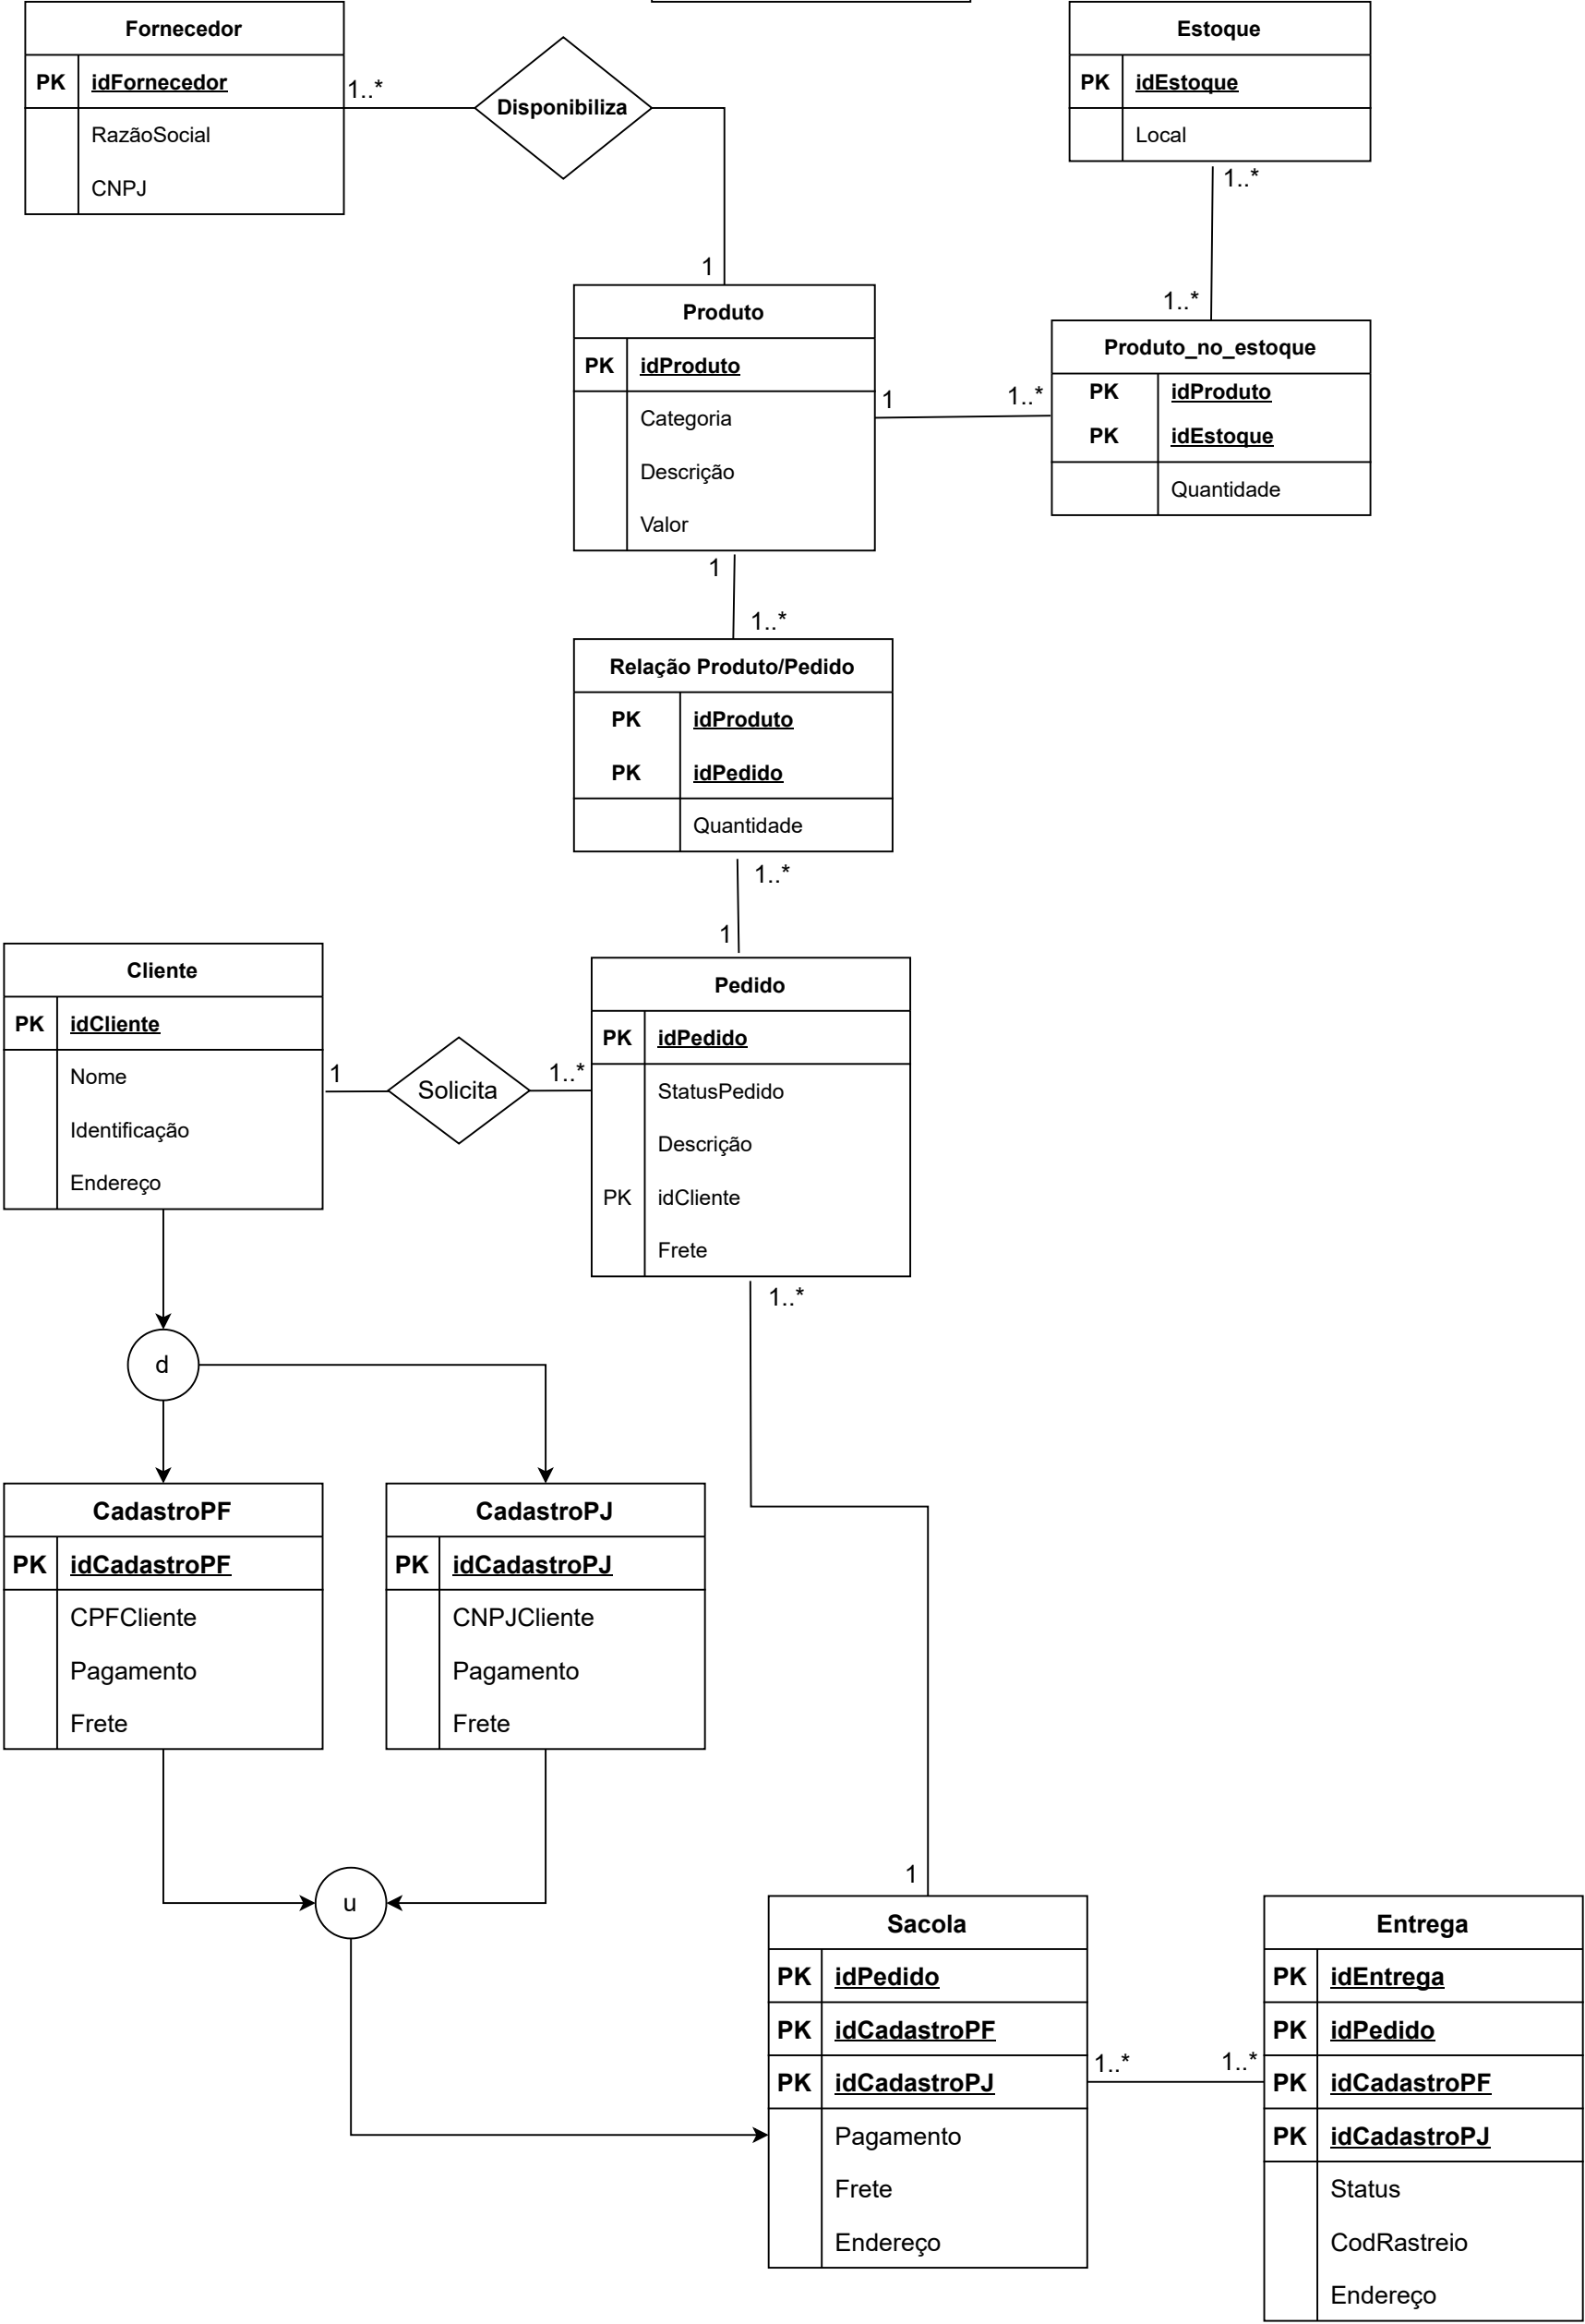 Fornecedor
PK idFornecedor
RazãoSocial
CNPJ
1..*
Disponibiliza
1
Estoque
PK idEstoque
Local
1..*
1..*
Produto
PK idProduto
Categoria
Descrição
Valor
1
1..*
Produto_no_estoque
PK idProduto
PK idEstoque
Quantidade
1
1..*
Relação Produto/Pedido
PK idProduto
PK idPedido
Quantidade
1..*
1
Cliente
PK idCliente
Nome
Identificação
Endereço
1
Solicita
1..*
Pedido
PK idPedido
StatusPedido
Descrição
PK idCliente
Frete
1..*
d
CadastroPF
PK idCadastroPF
CPFCliente
Pagamento
Frete
CadastroPJ
PK idCadastroPJ
CNPJCliente
Pagamento
Frete
u
1
Sacola
PK idPedido
PK idCadastroPF
PK idCadastroPJ
Pagamento
Frete
Endereço
1..*
1..*
Entrega
PK idEntrega
PK idPedido
PK idCadastroPF
PK idCadastroPJ
Status
CodRastreio
Endereço